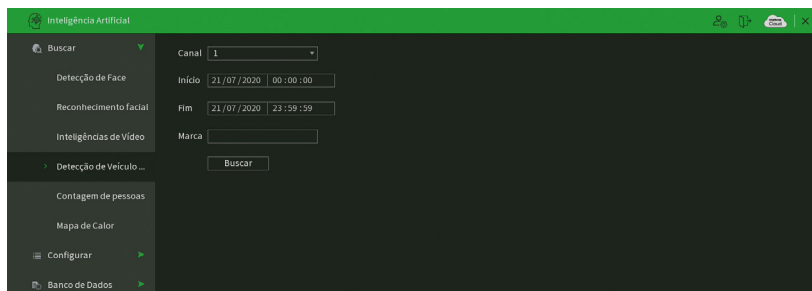 Inteligência Artificial
Cloud
Buscar
Detecção de Face
Reconhecimento facial
Inteligências de Vídeo
Detecção de Veículo ...
Contagem de pessoas
Mapa de Calor
Configurar
Banco de Dados
Canal 1
Início 21/07/2020 00:00:00
Fim 21/07/2020 23:59:59
Marca
Buscar